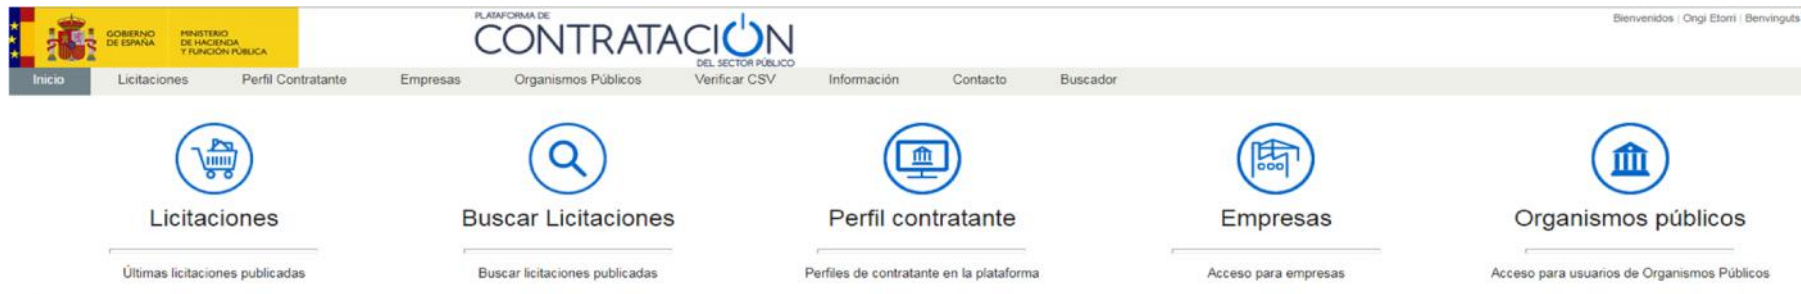 GOBIERNO
DE ESPAÑA
MINISTERIO
DE HACIENDA
Y FUNCIÓN PÚBLICA
PLATAFORMA DE
CONTRATACIÓN
DEL SECTOR PÚBLICO
Bienvenidos | Ongi Etorri | Benvinguts
Inicio Licitaciones Perfil Contratante Empresas Organismos Públicos Verificar CSV Información Contacto Buscador
Licitaciones Buscar Licitaciones Perfil contratante Empresas Organismos públicos
Últimas licitaciones publicadas Buscar licitaciones publicadas Perfiles de contratante en la plataforma Acceso para empresas Acceso para usuarios de Organismos Públicos